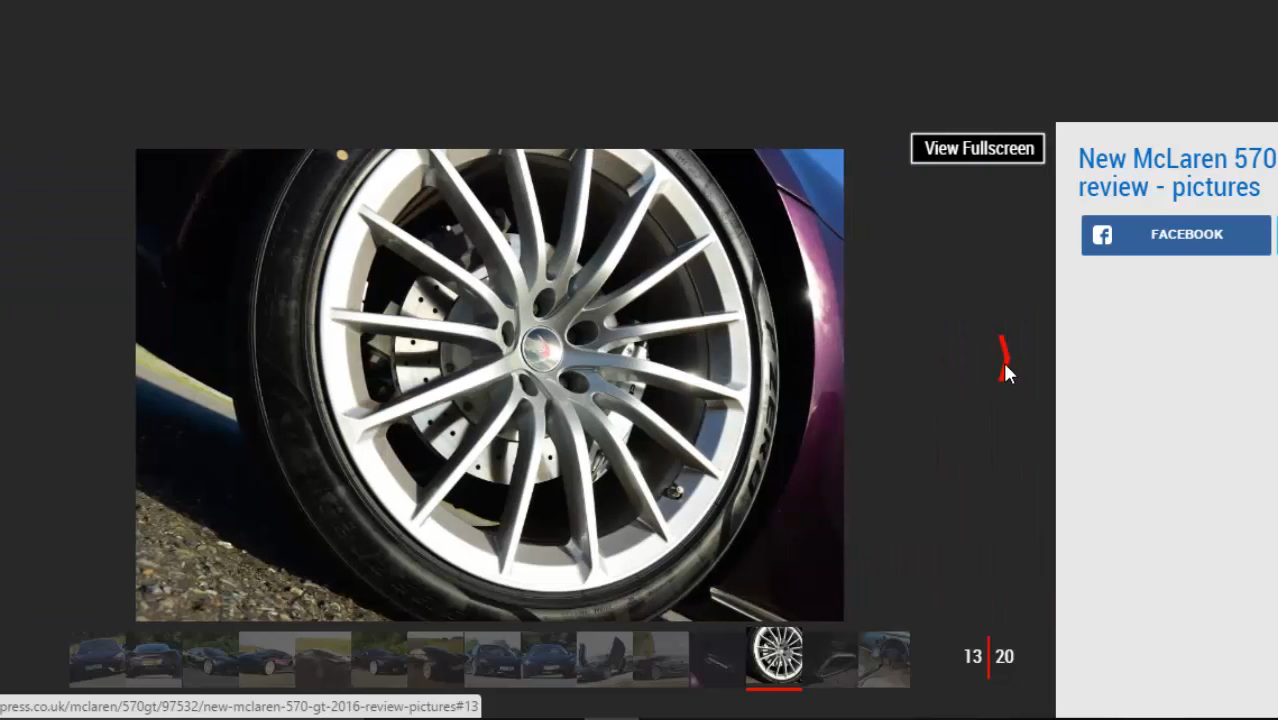 View Fullscreen
New McLaren 570
review - pictures
FACEBOOK
13 20
press.co.uk/mclaren/570gt/97532/new-mclaren-570-gt-2016-review-pictures#13